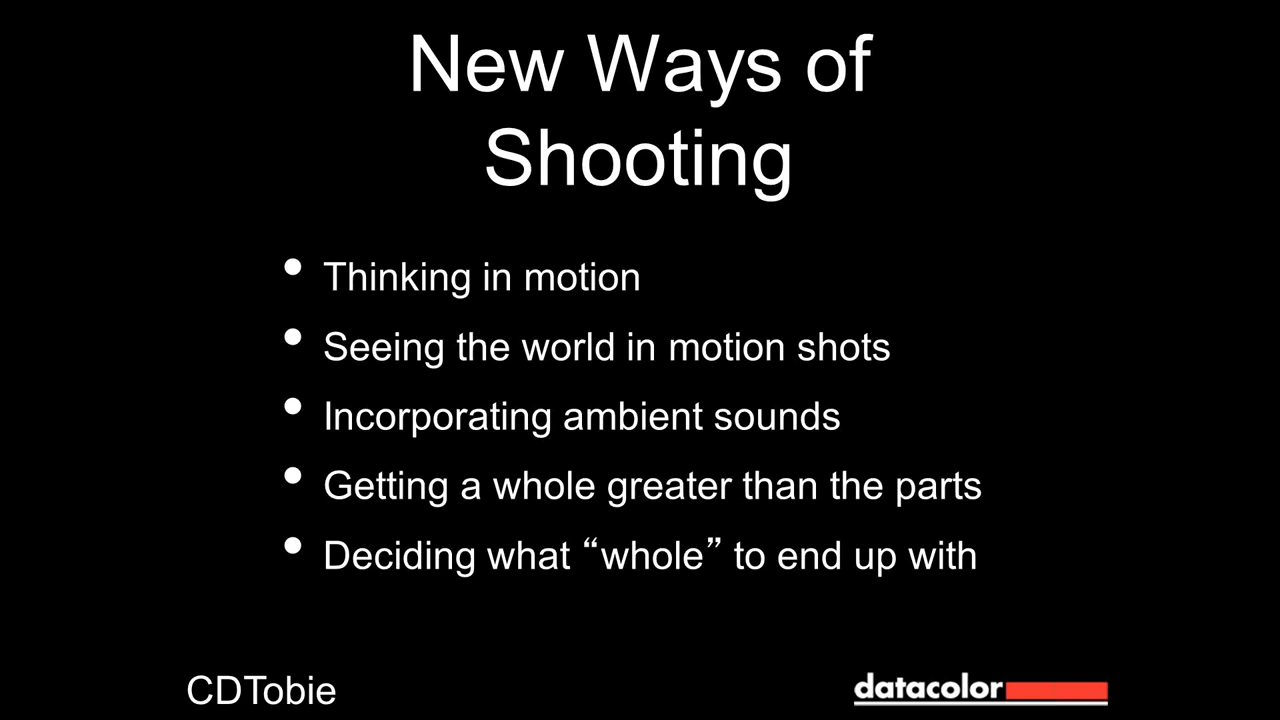 New Ways of
Shooting
• Thinking in motion
• Seeing the world in motion shots
• Incorporating ambient sounds
• Getting a whole greater than the parts
• Deciding what “whole” to end up with
CDTobie
datacolor